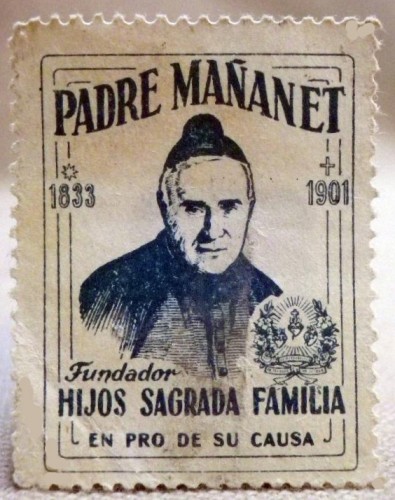 PADRE MAÑANET
1833 1901
Fundador
HIJOS SAGRADA FAMILIA
EN PRO DE SU CAUSA